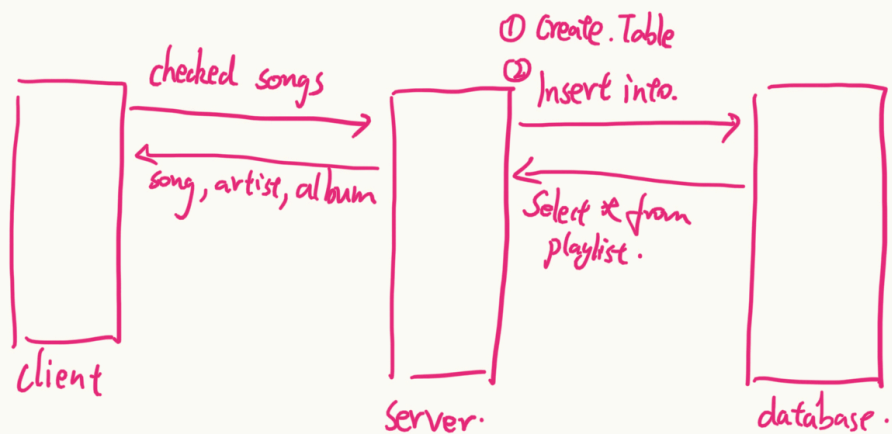 ① Create.Table
②
checked songs
Insert into.
song, artist, album
Select * from
playlist.
client
server.
database.